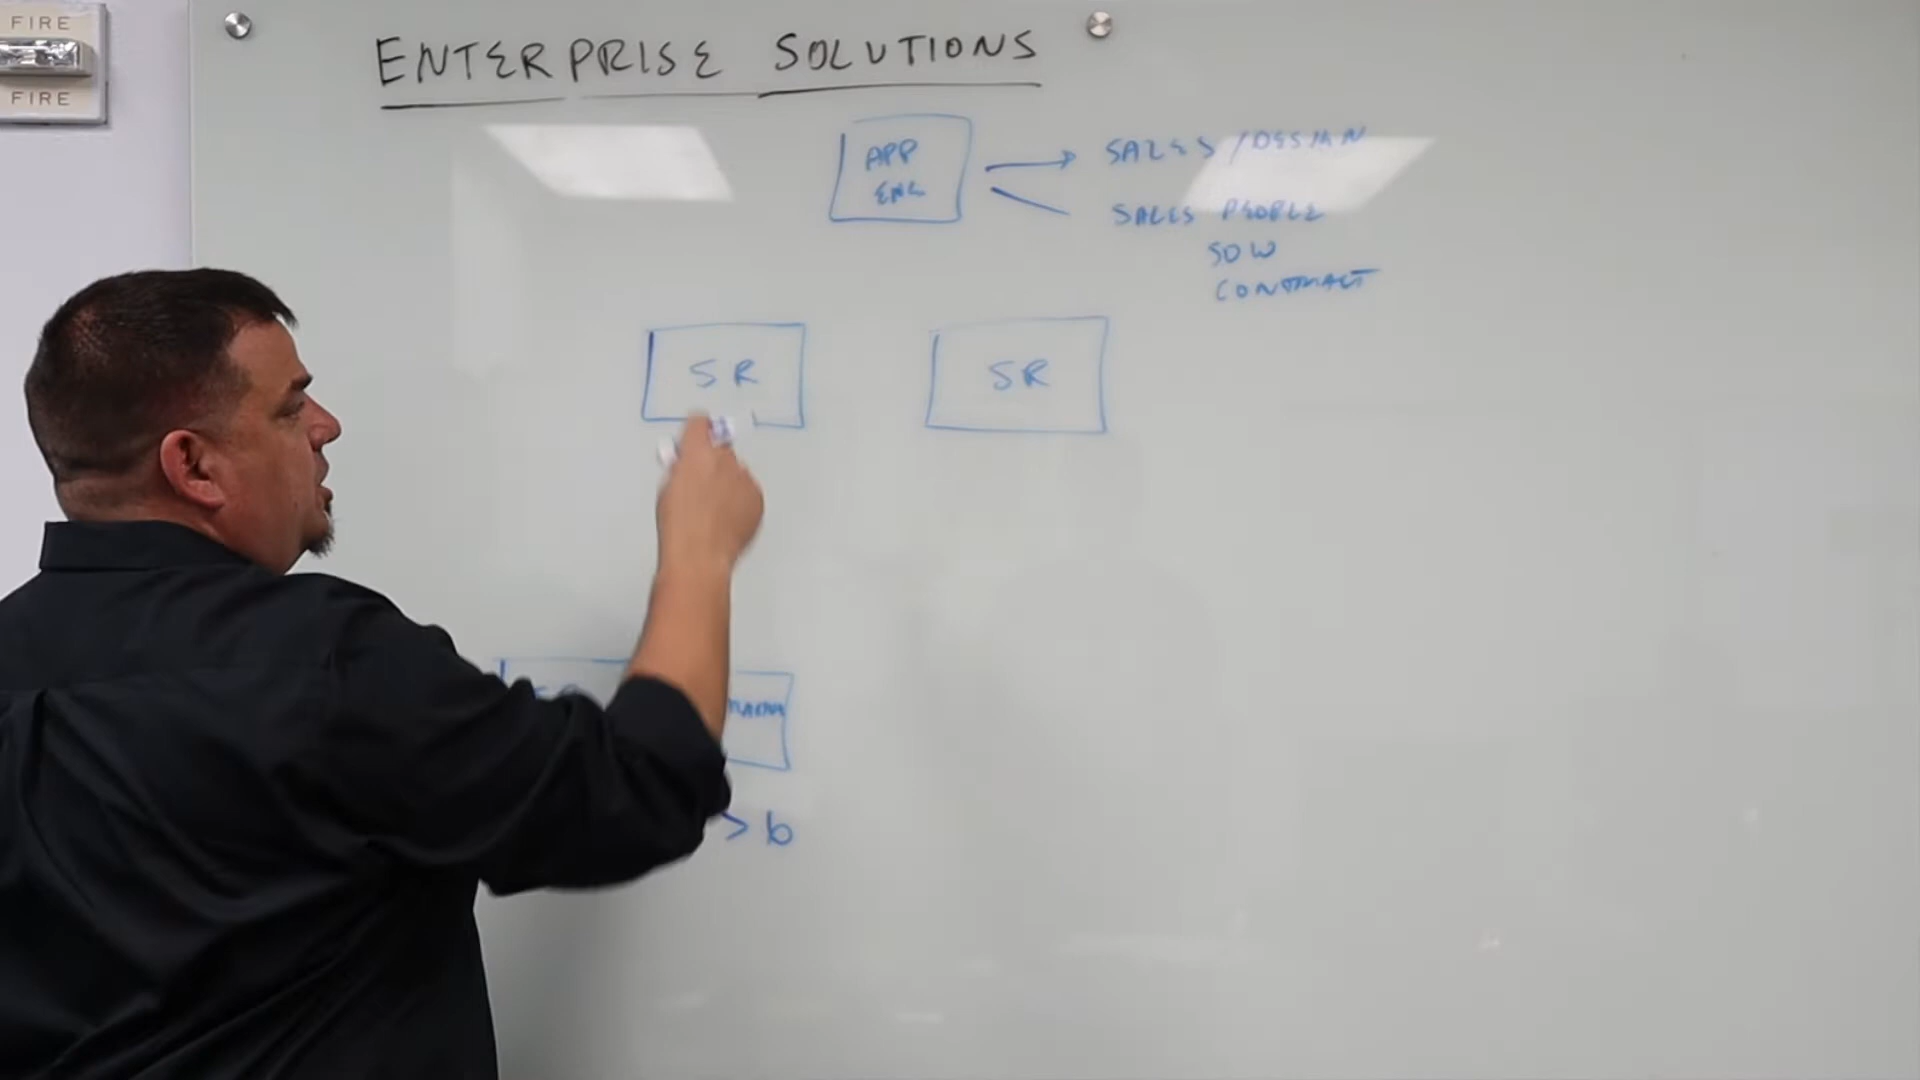 FIRE
FIRE
ENTERPRISE SOLUTIONS
APP
ENG
SALES / DESIGN
SALES PEOPLE
SOW
CONTRACT
SR
SR
> b